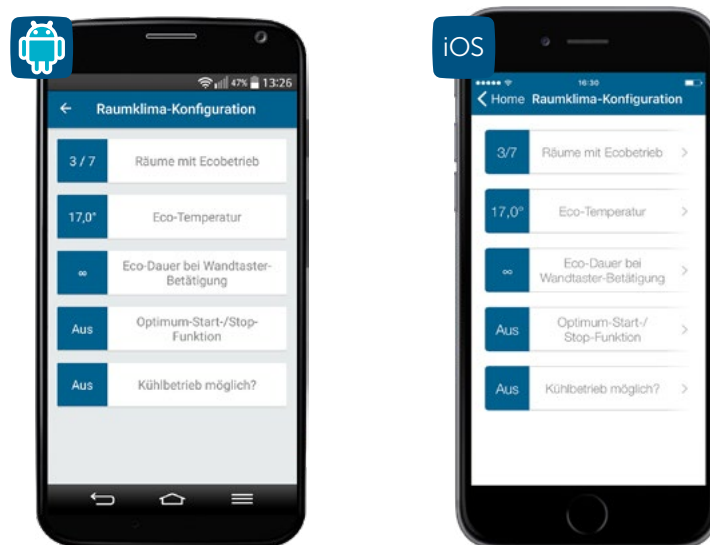 47% 13:26
Raumklima-Konfiguration
3 / 7 Räume mit Ecobetrieb
17,0° Eco-Temperatur
∞ Eco-Dauer bei Wandtaster-
Betätigung
Aus Optimum-Start-/Stop-
Funktion
Aus Kühlbetrieb möglich?
iOS
16:30
Home Raumklima-Konfiguration
3/7 Räume mit Ecobetrieb
17,0° Eco-Temperatur
∞ Eco-Dauer bei
Wandtaster-Betätigung
Aus Optimum-Start-/
Stop-Funktion
Aus Kühlbetrieb möglich?